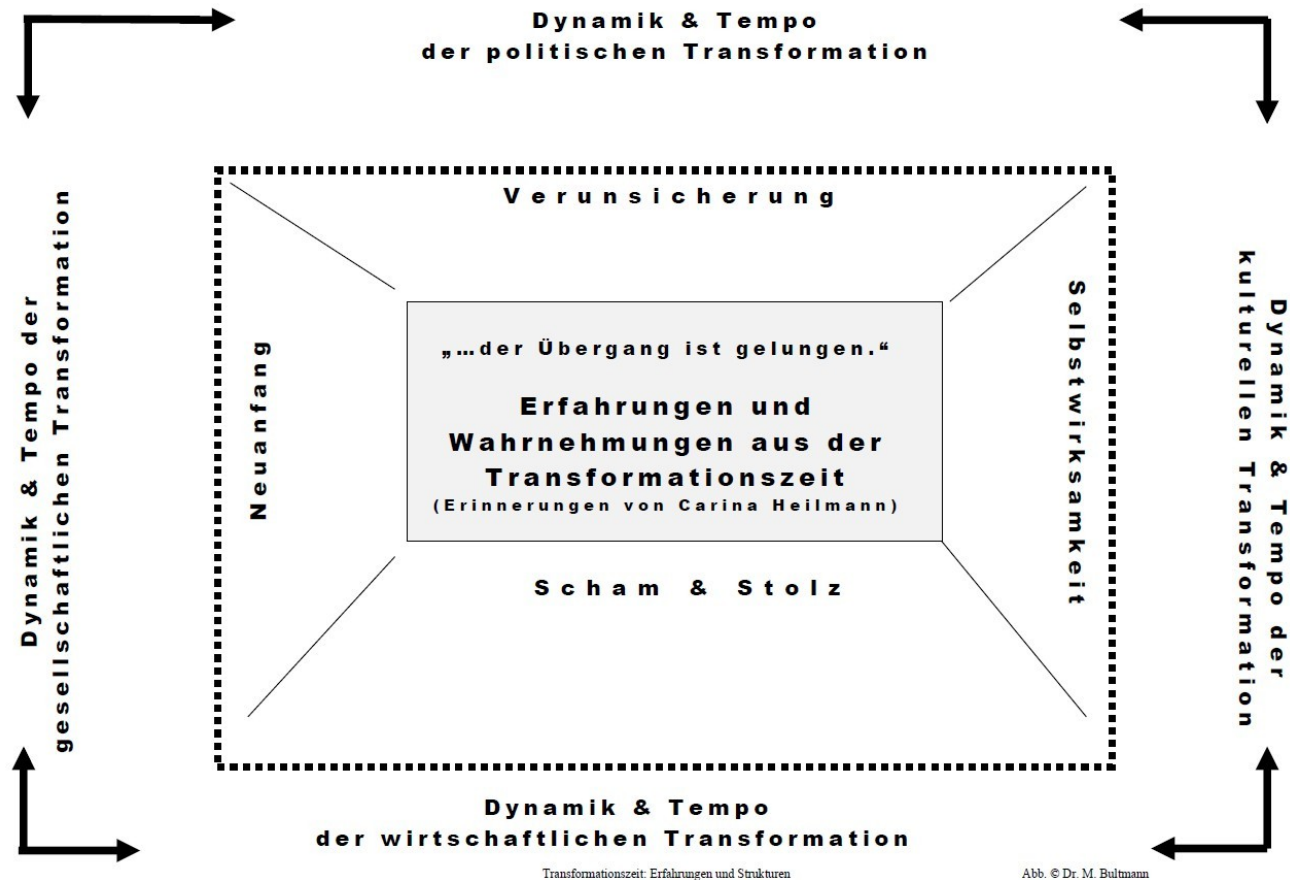 Dynamik & Tempo
der politischen Transformation
Dynamik & Tempo der
gesellschaftlichen Transformation
Verunsicherung
Neuanfang
„...der Übergang ist gelungen.“
Erfahrungen und
Wahrnehmungen aus der
Transformationszeit
(Erinnerungen von Carina Heilmann)
Selbstwirksamkeit
Scham & Stolz
Dynamik & Tempo der
kulturellen Transformation
Dynamik & Tempo
der wirtschaftlichen Transformation
Transformationszeit: Erfahrungen und Strukturen
Abb. © Dr. M. Bultmann